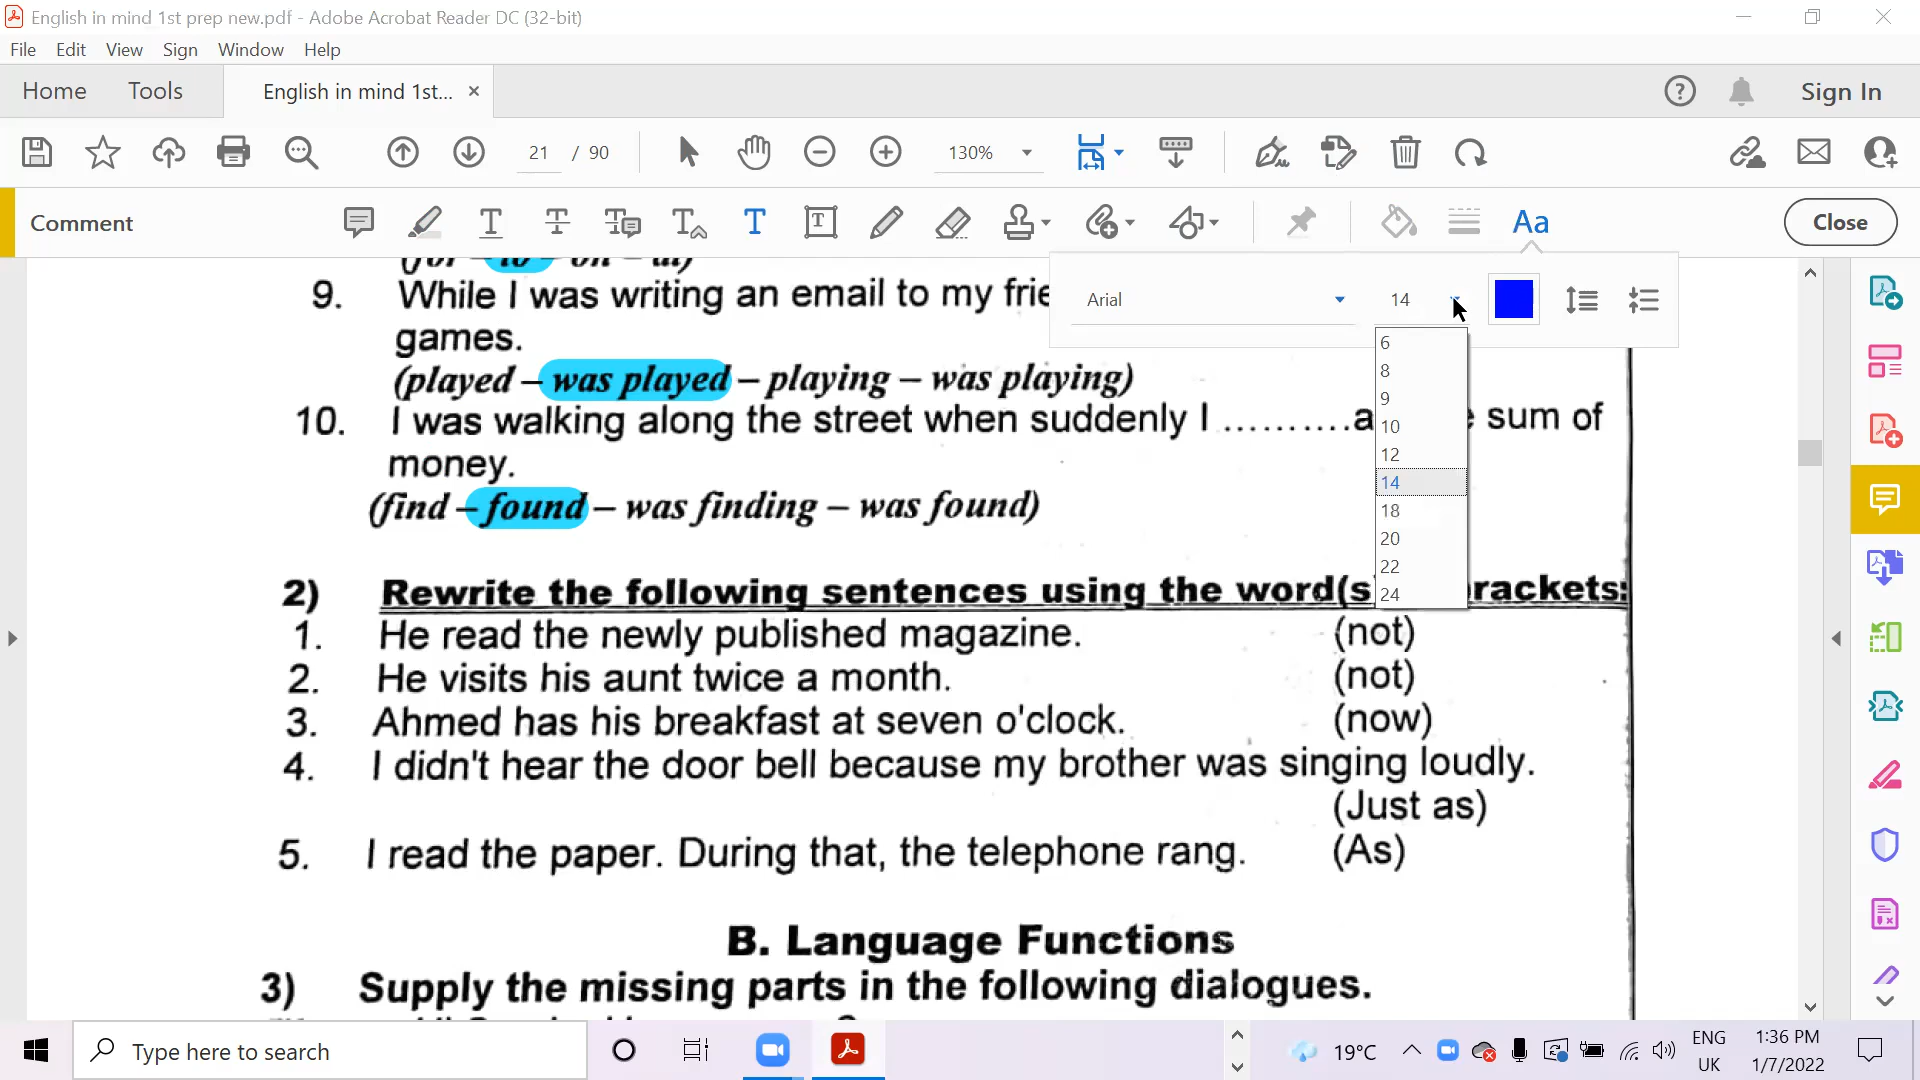 English in mind 1st prep new.pdf - Adobe Acrobat Reader DC (32-bit)
File Edit View Sign Window Help
Home Tools English in mind 1st... × Sign In
21 / 90 130%
Comment Aa Close
Arial 14
6
8
9
10
12
14
18
20
22
24
(for – to – on – at)
9. While I was writing an email to my frie
games.
(played – was played – playing – was playing)
10. I was walking along the street when suddenly I .......... a sum of
money.
(find – found – was finding – was found)
2) Rewrite the following sentences using the word(s rackets:
1. He read the newly published magazine. (not)
2. He visits his aunt twice a month. (not)
3. Ahmed has his breakfast at seven o'clock. (now)
4. I didn't hear the door bell because my brother was singing loudly.
(Just as)
5. I read the paper. During that, the telephone rang. (As)
B. Language Functions
3) Supply the missing parts in the following dialogues.
Type here to search
19°C ENG 1:36 PM
UK 1/7/2022